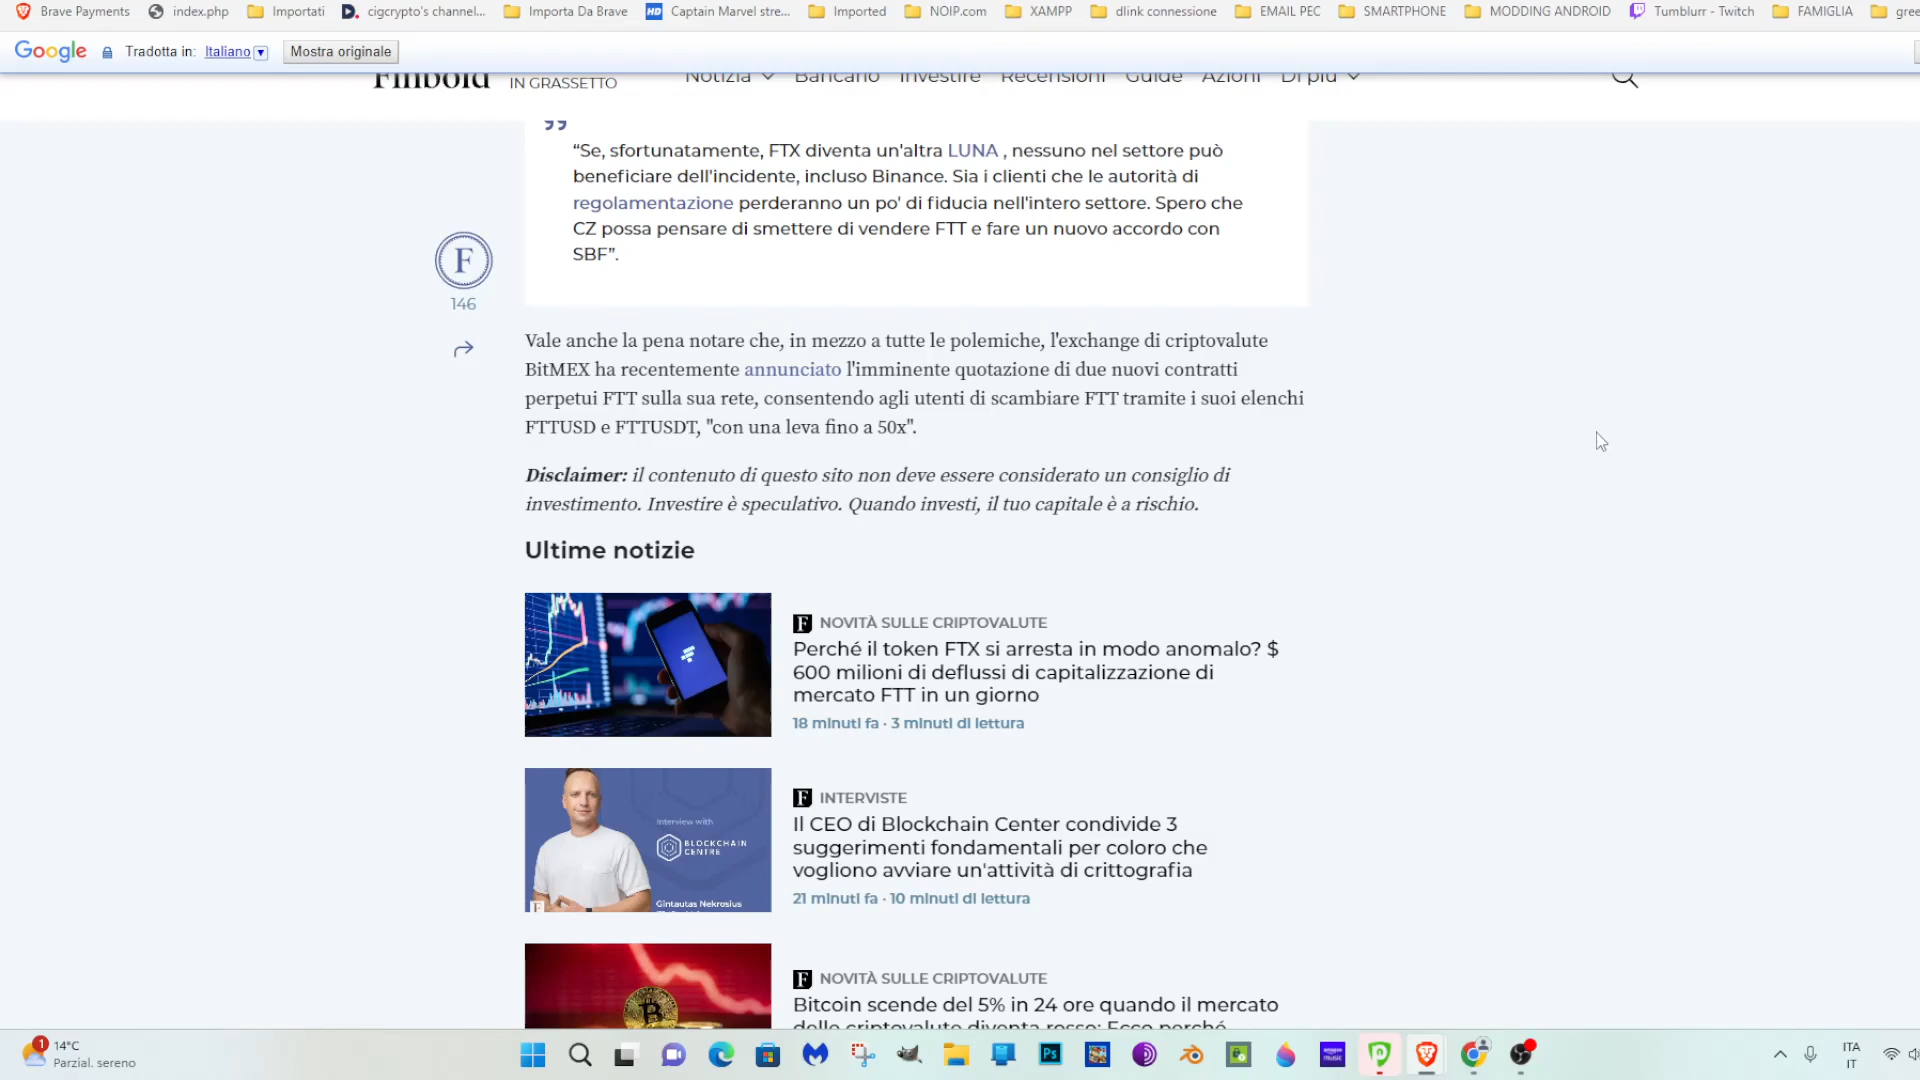 Brave Payments index.php Importati cigcrypto's channel... Importa Da Brave Captain Marvel stre... Imported NOIP.com XAMPP dlink connessione EMAIL PEC SMARTPHONE MODDING ANDROID Tumblurr - Twitch FAMIGLIA gree
Google Tradotta in: Italiano Mostra originale
Finbold IN GRASSETTO Notizia Bancario Investire Recensioni Guide Azioni Di più
“Se, sfortunatamente, FTX diventa un'altra LUNA , nessuno nel settore può
beneficiare dell'incidente, incluso Binance. Sia i clienti che le autorità di
regolamentazione perderanno un po' di fiducia nell'intero settore. Spero che
CZ possa pensare di smettere di vendere FTT e fare un nuovo accordo con
SBF”.
F
146
Vale anche la pena notare che, in mezzo a tutte le polemiche, l'exchange di criptovalute
BitMEX ha recentemente annunciato l'imminente quotazione di due nuovi contratti
perpetui FTT sulla sua rete, consentendo agli utenti di scambiare FTT tramite i suoi elenchi
FTTUSD e FTTUSDT, "con una leva fino a 50x".
Disclaimer: il contenuto di questo sito non deve essere considerato un consiglio di
investimento. Investire è speculativo. Quando investi, il tuo capitale è a rischio.
Ultime notizie
F NOVITÀ SULLE CRIPTOVALUTE
Perché il token FTX si arresta in modo anomalo? $
600 milioni di deflussi di capitalizzazione di
mercato FTT in un giorno
18 minuti fa · 3 minuti di lettura
Interview with
BLOCKCHAIN
CENTRE
Gintautas Nekrosius
F INTERVISTE
Il CEO di Blockchain Center condivide 3
suggerimenti fondamentali per coloro che
vogliono avviare un'attività di crittografia
21 minuti fa · 10 minuti di lettura
F NOVITÀ SULLE CRIPTOVALUTE
Bitcoin scende del 5% in 24 ore quando il mercato
delle criptovalute diventa rosso: Ecco perché
1 14°C
Parzial. sereno
Ps
amazon music
ITA
IT